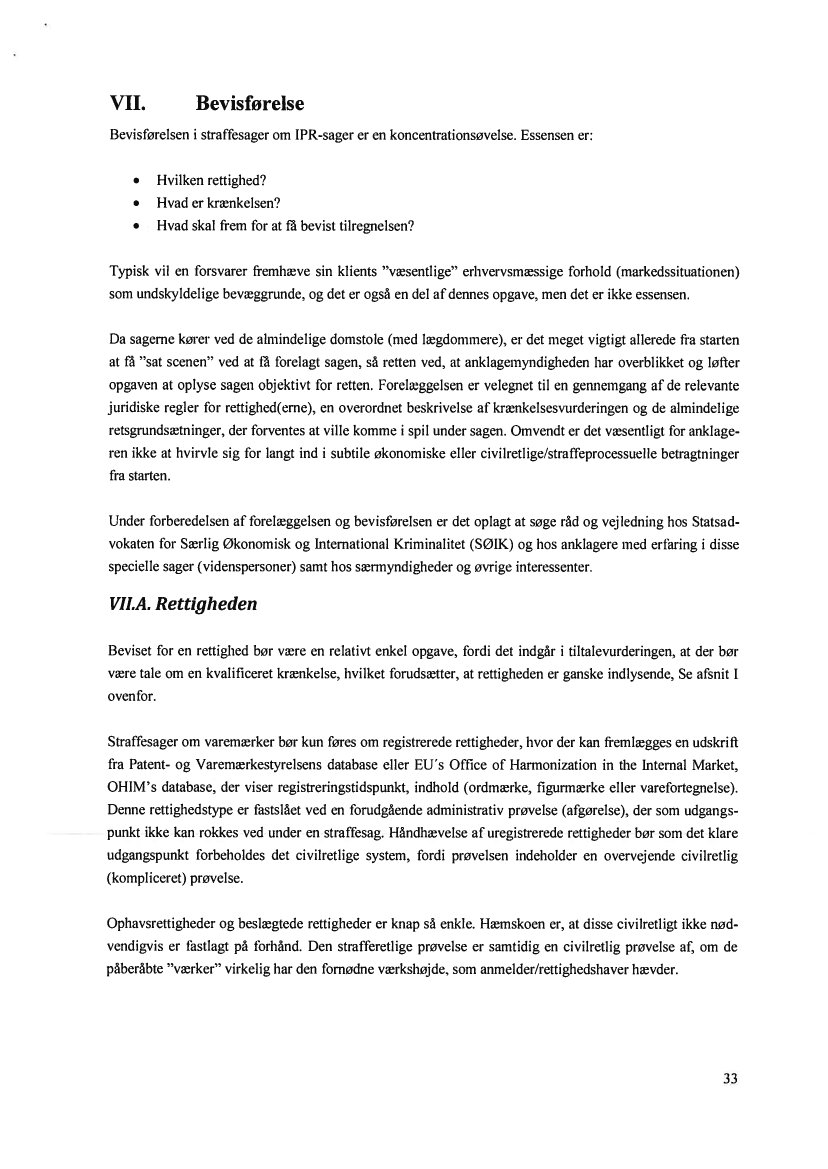 VII. Bevisførelse
Bevisførelsen i straffesager om IPR-sager er en koncentrationsøvelse. Essensen er:
• Hvilken rettighed?
• Hvad er krænkelsen?
• Hvad skal frem for at få bevist tilregnelsen?
Typisk vil en forsvarer fremhæve sin klients ”væsentlige” erhvervsmæssige forhold (markedssituationen)
som undskyldelige bevæggrunde, og det er også en del af dennes opgave, men det er ikke essensen.
Da sagerne kører ved de almindelige domstole (med lægdommere), er det meget vigtigt allerede fra starten
at få ”sat scenen” ved at få forelagt sagen, så retten ved, at anklagemyndigheden har overblikket og løfter
opgaven at oplyse sagen objektivt for retten. Forelæggelsen er velegnet til en gennemgang af de relevante
juridiske regler for rettighed(erne), en overordnet beskrivelse af krænkelsesvurderingen og de almindelige
retsgrundsætninger, der forventes at ville komme i spil under sagen. Omvendt er det væsentligt for anklage-
ren ikke at hvirvle sig for langt ind i subtile økonomiske eller civilretlige/straffeprocessuelle betragtninger
fra starten.
Under forberedelsen af forelæggelsen og bevisførelsen er det oplagt at søge råd og vejledning hos Statsad-
vokaten for Særlig Økonomisk og International Kriminalitet (SØIK) og hos anklagere med erfaring i disse
specielle sager (videnspersoner) samt hos særmyndigheder og øvrige interessenter.
VII.A. Rettigheden
Beviset for en rettighed bør være en relativt enkel opgave, fordi det indgår i tiltalevurderingen, at der bør
være tale om en kvalificeret krænkelse, hvilket forudsætter, at rettigheden er ganske indlysende, Se afsnit I
ovenfor.
Straffesager om varemærker bør kun føres om registrerede rettigheder, hvor der kan fremlægges en udskrift
fra Patent- og Varemærkestyrelsens database eller EU´s Office of Harmonization in the Internal Market,
OHIM’s database, der viser registreringstidspunkt, indhold (ordmærke, figurmærke eller varefortegnelse).
Denne rettighedstype er fastslået ved en forudgående administrativ prøvelse (afgørelse), der som udgangs-
punkt ikke kan rokkes ved under en straffesag. Håndhævelse af uregistrerede rettigheder bør som det klare
udgangspunkt forbeholdes det civilretlige system, fordi prøvelsen indeholder en overvejende civilretlig
(kompliceret) prøvelse.
Ophavsrettigheder og beslægtede rettigheder er knap så enkle. Hæmskoen er, at disse civilretligt ikke nød-
vendigvis er fastlagt på forhånd. Den strafferetlige prøvelse er samtidig en civilretlig prøvelse af, om de
påberåbte ”værker” virkelig har den fornødne værkshøjde, som anmelder/rettighedshaver hævder.
33